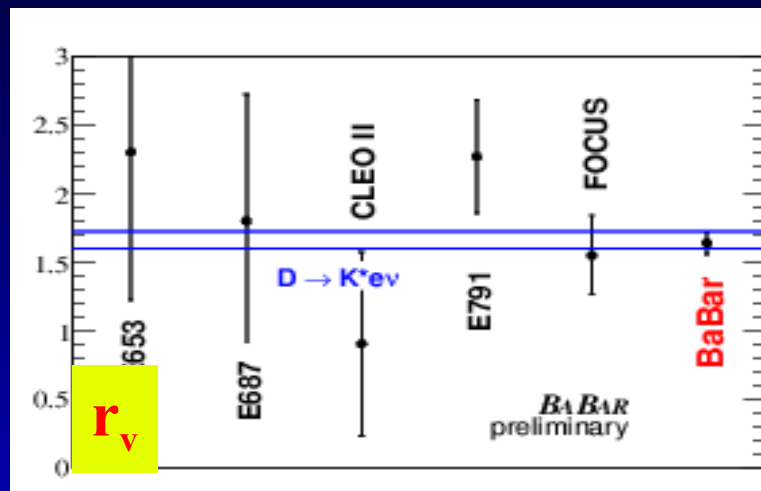 3
2.5
2
1.5
1
0.5
0
653
E687
CLEO II
E791
FOCUS
BaBar
D → K*eν
BABAR
preliminary
r_v